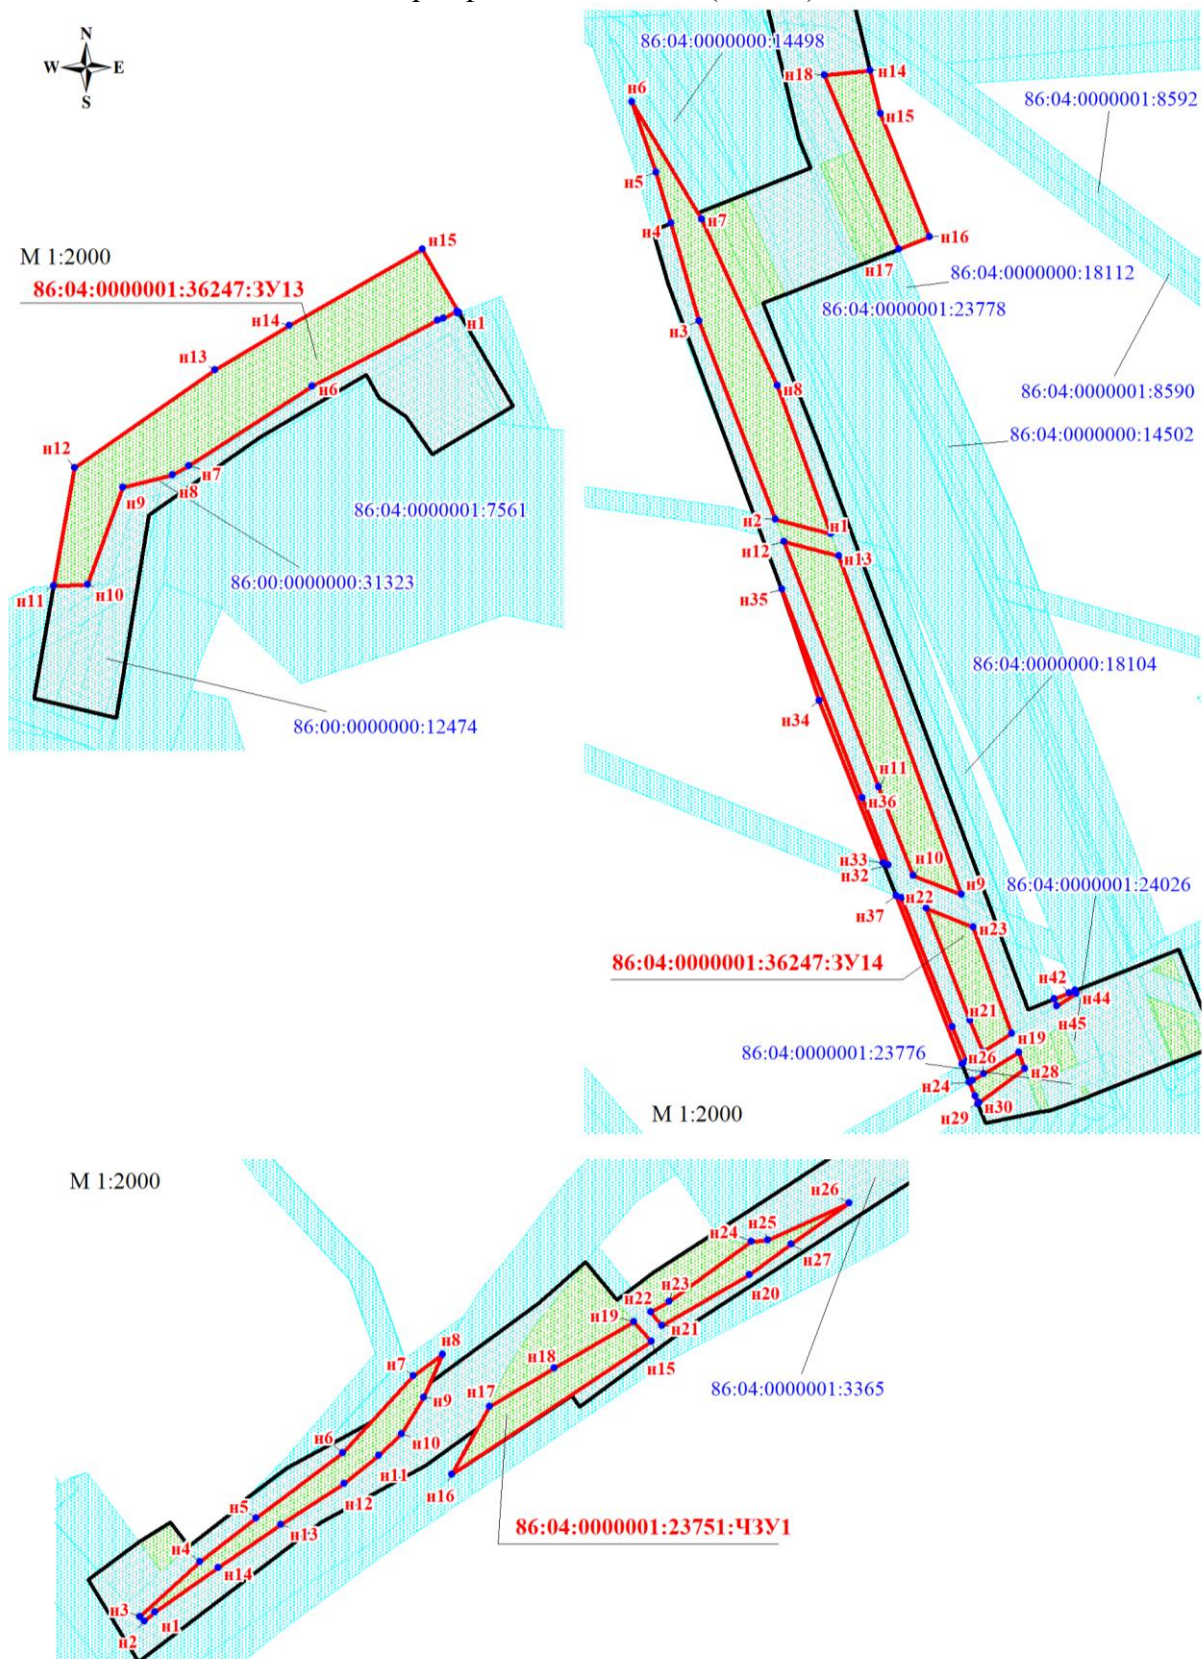 N
W E
S
М 1:2000
86:04:0000001:36247:ЗУ13
н15
н14
н1
н13
н6
н12
н7
н9
н8
86:04:0000001:7561
86:00:0000000:31323
н11
н10
86:00:0000000:12474
86:04:0000000:14498
н18
н14
н6
86:04:0000001:8592
н15
н5
н7
н4
н16
н17
86:04:0000000:18112
86:04:0000001:23778
н3
н8
86:04:0000001:8590
86:04:0000000:14502
н2
н1
н12
н13
н35
86:04:0000000:18104
н34
н11
н36
н33
н10
н32
н9
86:04:0000001:24026
н22
н37
н23
86:04:0000001:36247:ЗУ14
н42
н44
н21
н45
н19
86:04:0000001:23776
н26
н28
н24
н30
н29
М 1:2000
М 1:2000
н26
н24
н25
н27
н23
н22
н20
н19
н21
н8
н15
н7
н18
86:04:0000001:3365
н9
н17
н6
н10
н11
н5
н12
н16
н13
86:04:0000001:23751:ЧЗУ1
н4
н14
н3
н1
н2